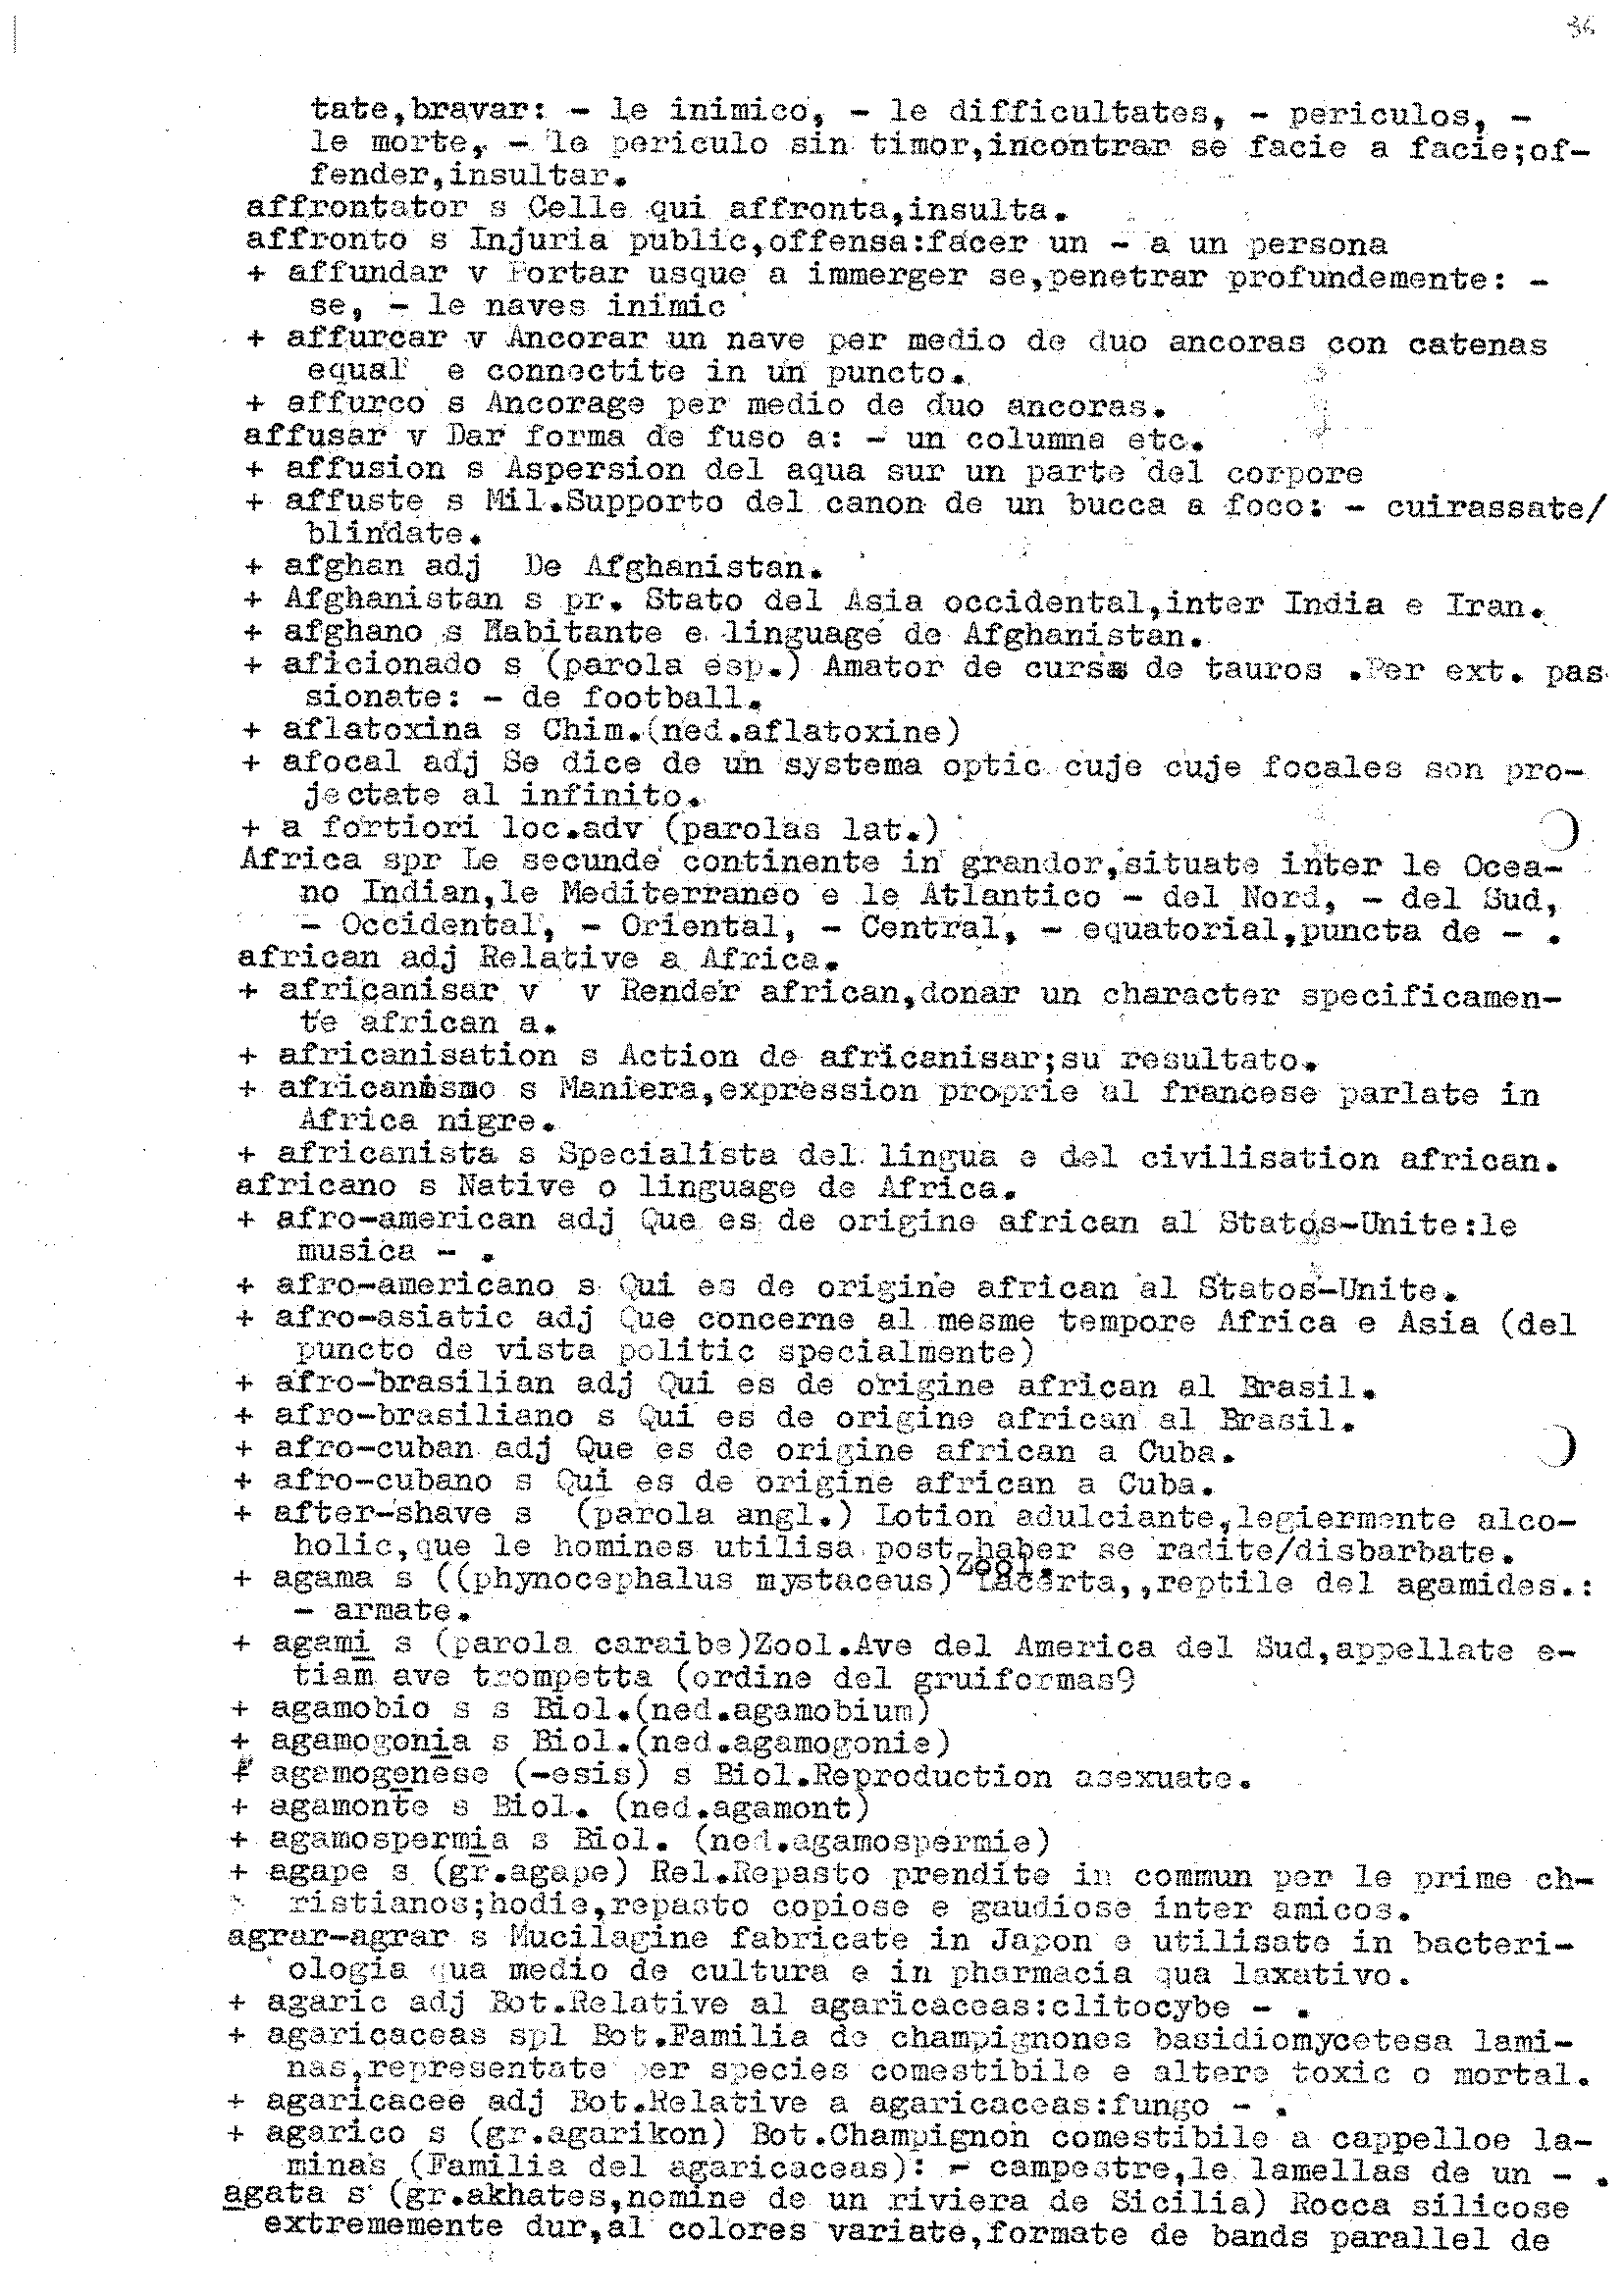 36
tate,bravar: - le inimico, - le difficultates, - periculos, -
le morte, - le periculo sin timor,incontrar se facie a facie;of-
fender,insultar.
affrontator s Celle qui affronta,insulta.
affronto s Injuria public,offensa:facer un - a un persona
+ affundar v Portar usque a immerger se,penetrar profundemente: -
se, - le naves inimic
+ affurcar v Ancorar un nave per medio de duo ancoras con catenas
equal e connectite in un puncto.
+ affurco s Ancorage per medio de duo ancoras.
affusar v Dar forma de fuso a: - un columna etc.
+ affusion s Aspersion del aqua sur un parte del corpore
+ affuste s Mil.Supporto del canon de un bucca a foco: - cuirassate/
blindate.
+ afghan adj De Afghanistan.
+ Afghanistan s pr. Stato del Asia occidental,inter India e Iran.
+ afghano s Habitante e linguage de Afghanistan.
+ aficionado s (parola esp.) Amator de cursas de tauros .Per ext. pas
sionate: - de football.
+ aflatoxina s Chim.(ned.aflatoxine)
+ afocal adj Se dice de un systema optic cuje cuje focales son pro-
jectate al infinito.
+ a fortiori loc.adv (parolas lat.)
Africa spr Le secunde continente in grandor,situate inter le Ocea-
no Indian,le Mediterraneo e le Atlantico - del Nord, - del Sud,
- Occidental, - Oriental, - Central, - equatorial,puncta de - .
african adj Relative a Africa.
+ africanisar v v Render african,donar un character specificamen-
te african a.
+ africanisation s Action de africanisar;su resultato.
+ africanismo s Maniera,expression proprie al francese parlate in
Africa nigre.
+ africanista s Specialista del lingua e del civilisation african.
africano s Native o linguage de Africa.
+ afro-american adj Que es de origine african al Statos-Unite:le
musica - .
+ afro-americano s Qui es de origine african al Statos-Unite.
+ afro-asiatic adj Que concerne al mesme tempore Africa e Asia (del
puncto de vista politic specialmente)
+ afro-brasilian adj Qui es de origine african al Brasil.
+ afro-brasiliano s Qui es de origine african al Brasil.
+ afro-cuban adj Que es de origine african a Cuba.
+ afro-cubano s Qui es de origine african a Cuba.
+ after-shave s (parola angl.) Lotion adulciante,legiermente alco-
holic,que le homines utilisa post haber se radite/disbarbate.
+ agama s ((phynocephalus mystaceus) Zool. Lacerta,,reptile del agamides.:
- armate.
+ agami s (parola caraibe)Zool.Ave del America del Sud,appellate e-
tiam ave trompetta (ordine del gruiformas9
+ agamobio s s Biol.(ned.agamobium)
+ agamogonia s Biol.(ned.agamogonie)
+ agamogenese (-esis) s Biol.Reproduction asexuate.
+ agamonte s Biol. (ned.agamont)
+ agamospermia s Biol. (ned.agamospermie)
+ agape s (gr.agape) Rel.Repasto prendite in commun per le prime ch-
ristianos;hodie,repasto copiose e gaudiose inter amicos.
agrar-agrar s Mucilagine fabricate in Japon e utilisate in bacteri-
ologia qua medio de cultura e in pharmacia qua laxativo.
+ agaric adj Bot.Relative al agaricaceas:clitocybe - .
+ agaricaceas spl Bot.Familia de champignones basidiomycetesa lami-
nas,representate per species comestibile e altere toxic o mortal.
+ agaricacee adj Bot.Relative a agaricaceas:fungo - .
+ agarico s (gr.agarikon) Bot.Champignon comestibile a cappelloe la-
minas (Familia del agaricaceas): - campestre,le lamellas de un - .
agata s (gr.akhates,nomine de un riviera de Sicilia) Rocca silicose
extrememente dur,al colores variate,formate de bands parallel de